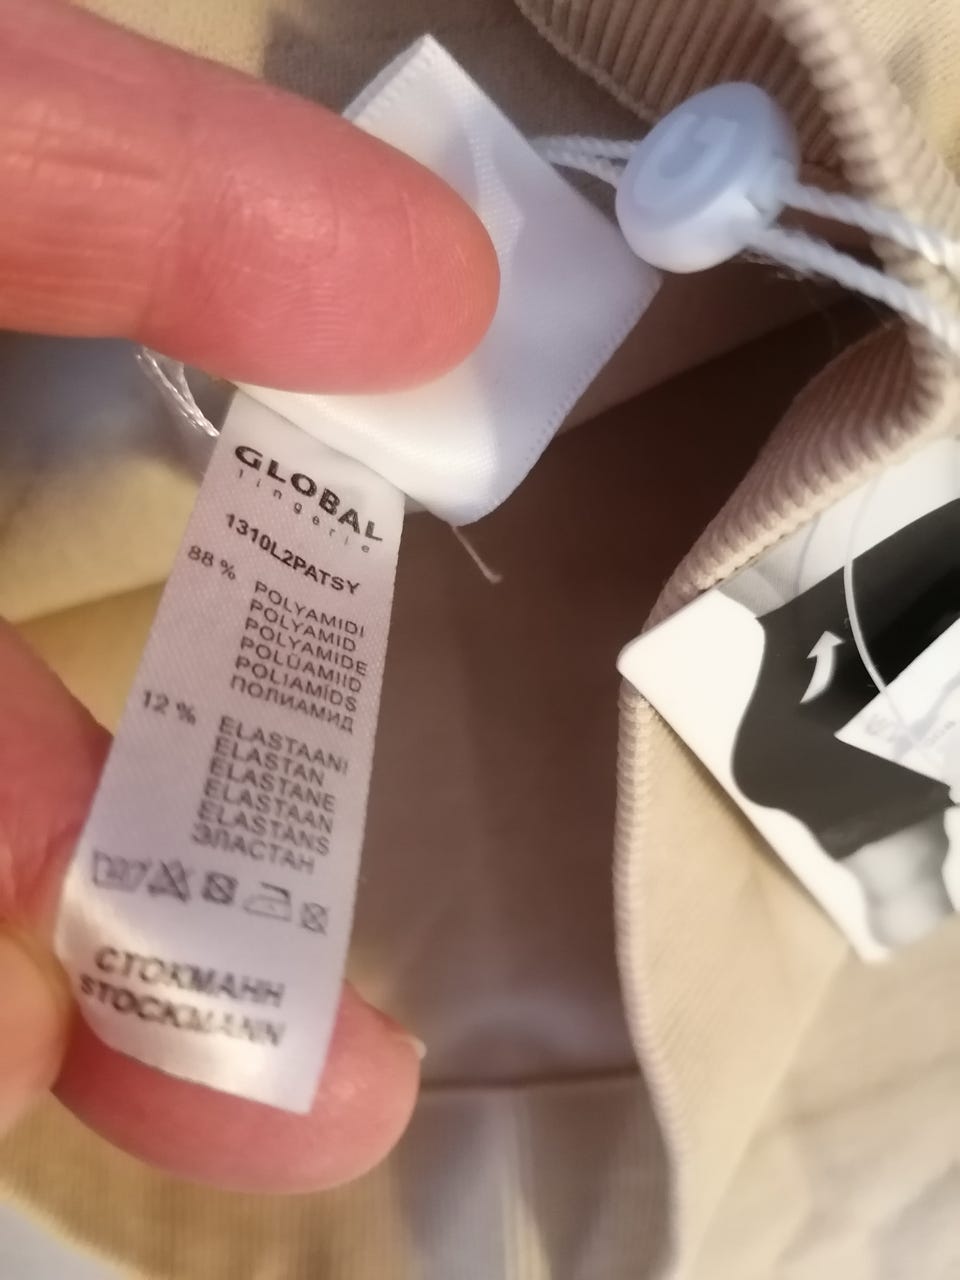 GLOBAL
lingerie
1310L2PATSY
88 % POLYAMIDI
POLYAMID
POLYAMIDE
POLÜAMIID
POLIAMĪDS
ПОЛИАМИД
12 % ELASTAANI
ELASTAN
ELASTANE
ELASTAAN
ELASTĀNS
ЭЛАСТАН
СТОКМАНН
STOCKMANN
G